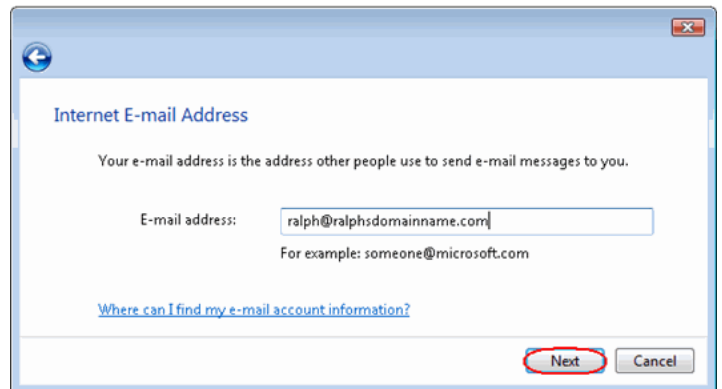 Internet E-mail Address
Your e-mail address is the address other people use to send e-mail messages to you.
E-mail address:
ralph@ralphsdomainname.com
For example: someone@microsoft.com
Where can I find my e-mail account information?
Next
Cancel